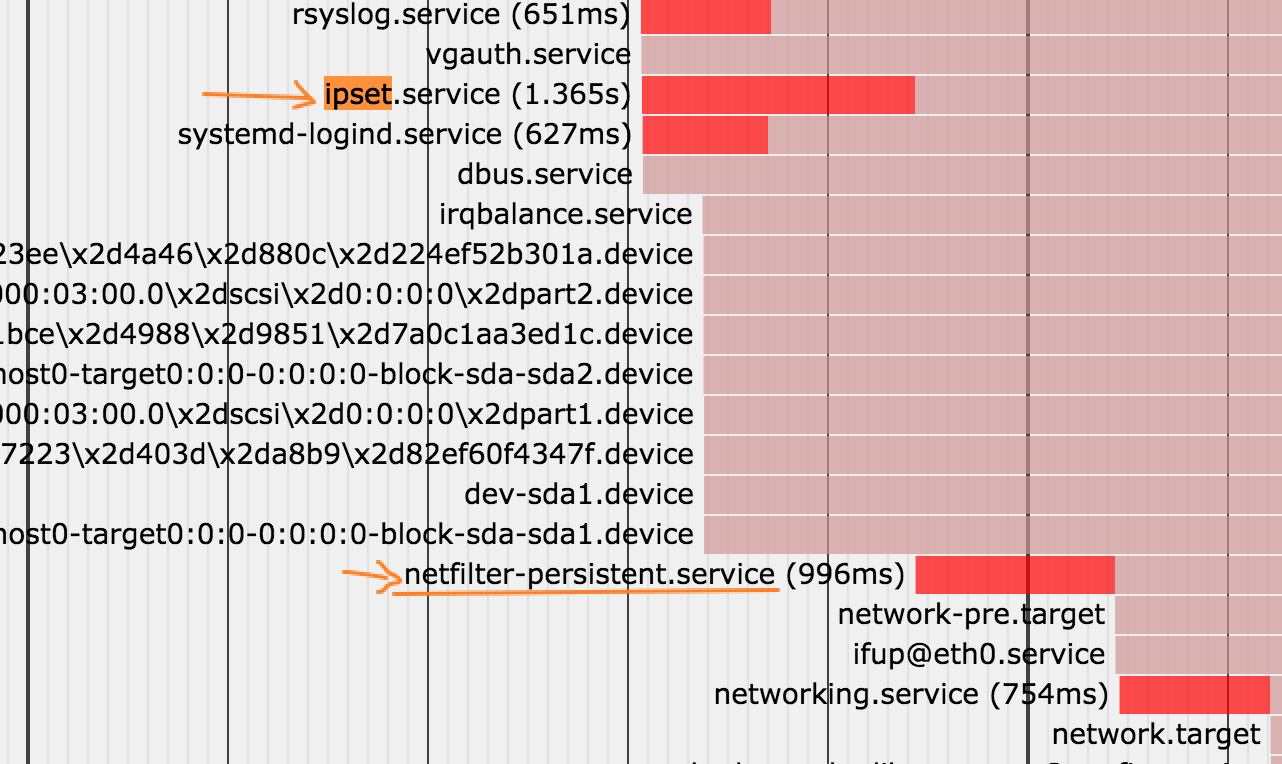 rsyslog.service (651ms)
vgauth.service
ipset.service (1.365s)
systemd-logind.service (627ms)
dbus.service
irqbalance.service
23ee\x2d4a46\x2d880c\x2d224ef52b301a.device
000:03:00.0\x2dscsi\x2d0:0:0:0\x2dpart2.device
1bce\x2d4988\x2d9851\x2d7a0c1aa3ed1c.device
host0-target0:0:0-0:0:0:0-block-sda-sda2.device
000:03:00.0\x2dscsi\x2d0:0:0:0\x2dpart1.device
7223\x2d403d\x2da8b9\x2d82ef60f4347f.device
dev-sda1.device
host0-target0:0:0-0:0:0:0-block-sda-sda1.device
netfilter-persistent.service (996ms)
network-pre.target
ifup@eth0.service
networking.service (754ms)
network.target